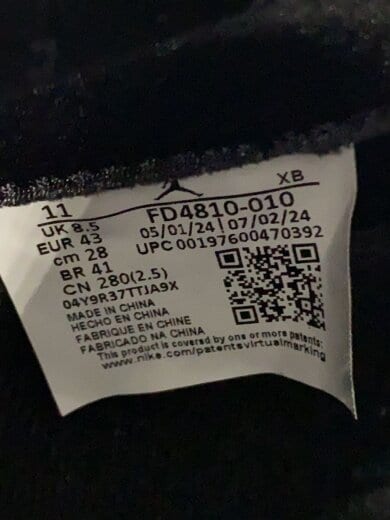 XB
11 FD4810-010
UK 8.5 05/01/24 | 07/02/24
EUR 43 UPC 00197600470392
cm 28
BR 41
CN 280(2.5)
04Y9R37TTJA9X
MADE IN CHINA
HECHO EN CHINA
FABRIQUE EN CHINE
FABRICADO NA CHINA
This product is covered by one or more patents:
www.nike.com/patentsvirtualmarking